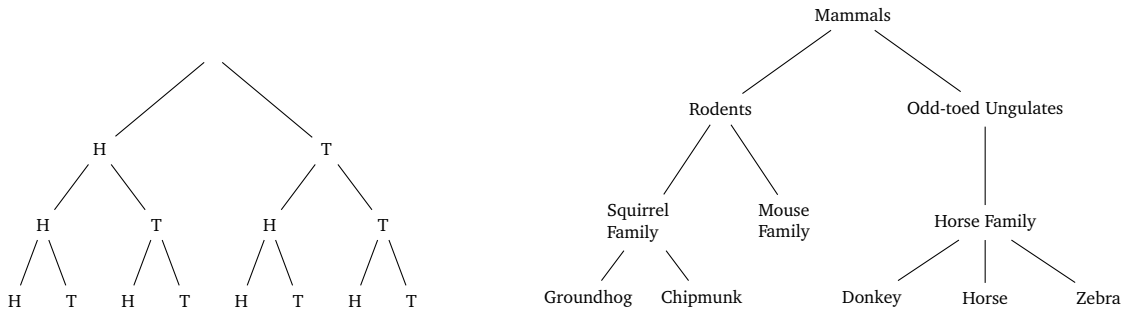 H T
H T H T
H T H T H T H T
Mammals
Rodents Odd-toed Ungulates
Squirrel
Family
Mouse
Family
Horse Family
Groundhog Chipmunk Donkey Horse Zebra